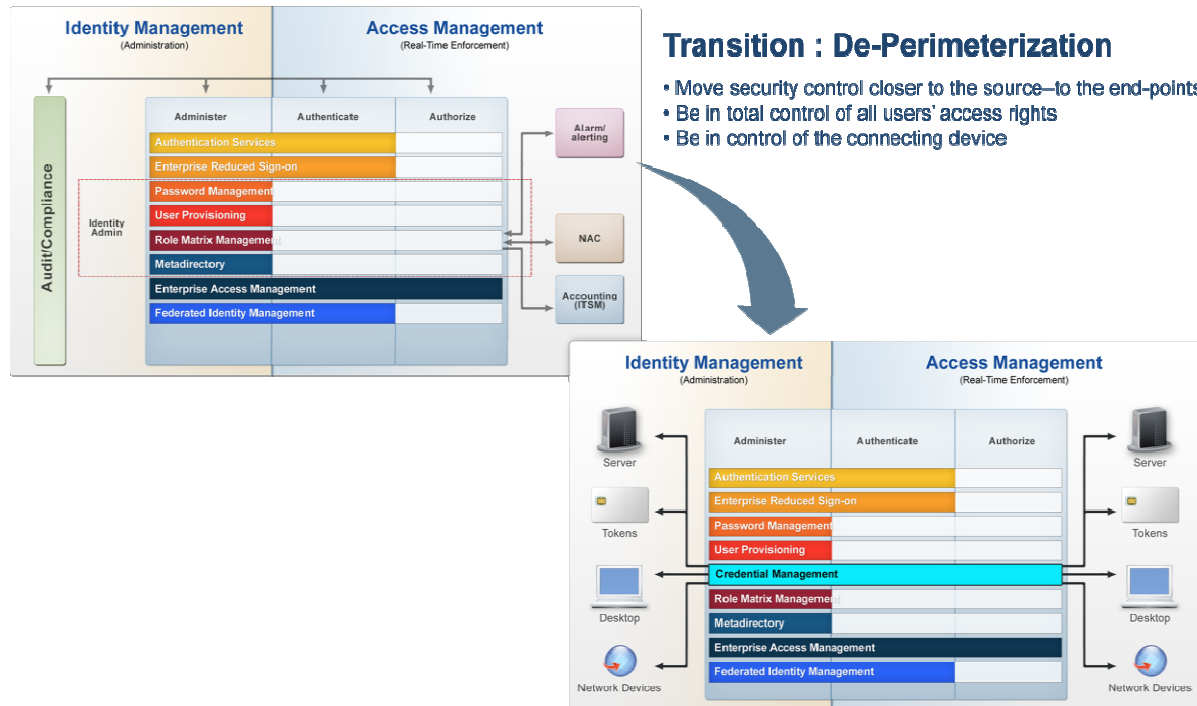 Identity Management
(Administration)
Access Management
(Real-Time Enforcement)
Audit/Compliance
Identity
Admin
Administer
Authenticate
Authorize
Authentication Services
Enterprise Reduced Sign-on
Password Management
User Provisioning
Role Matrix Management
Metadirectory
Enterprise Access Management
Federated Identity Management
Alarm/
alerting
NAC
Accounting
(ITSM)
Transition : De-Perimeterization
• Move security control closer to the source–to the end-points
• Be in total control of all users' access rights
• Be in control of the connecting device
Identity Management
(Administration)
Access Management
(Real-Time Enforcement)
Server
Tokens
Desktop
Network Devices
Administer
Authenticate
Authorize
Authentication Services
Enterprise Reduced Sign-on
Password Management
User Provisioning
Credential Management
Role Matrix Management
Metadirectory
Enterprise Access Management
Federated Identity Management
Server
Tokens
Desktop
Network Devices